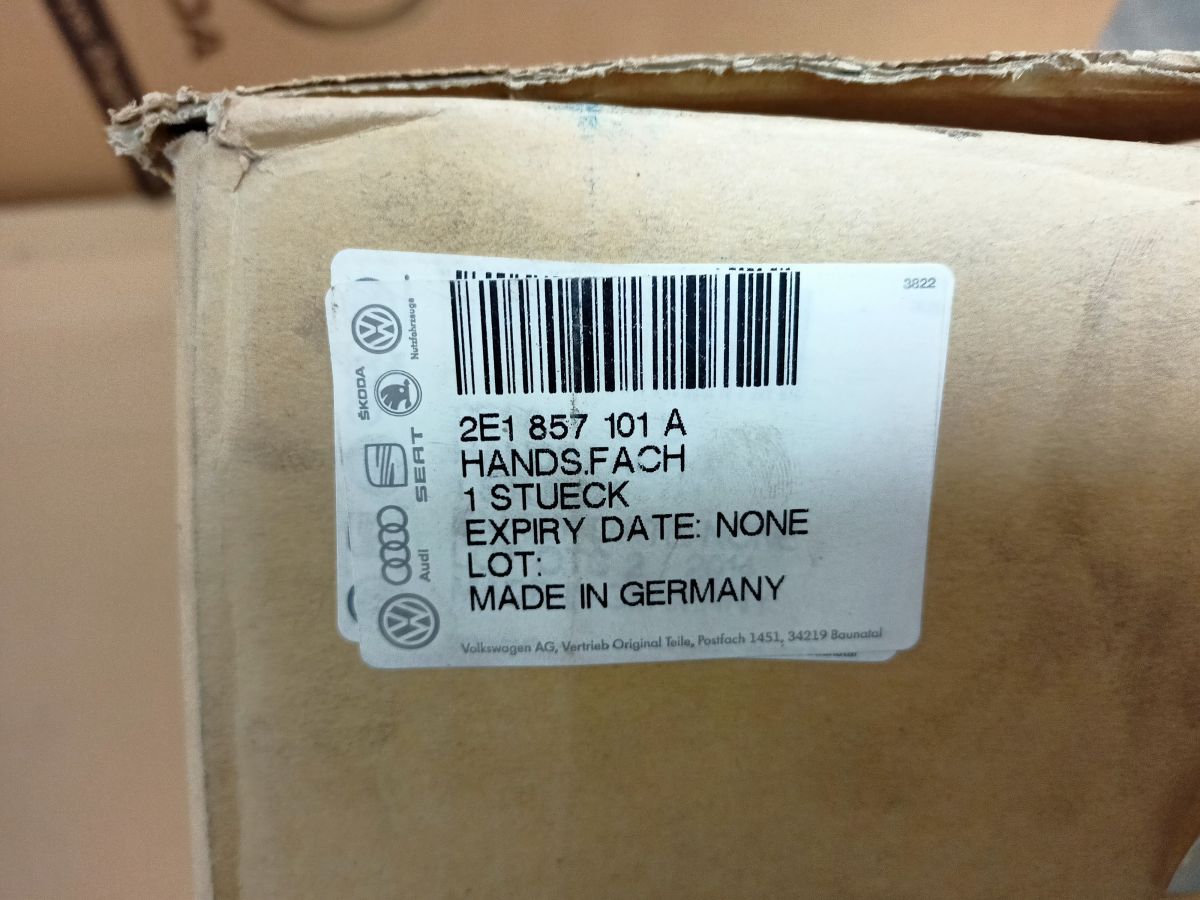 3822
Nutzfahrzeuge
ŠKODA
SEAT
Audi
2E1 857 101 A
HANDS.FACH
1 STUECK
EXPIRY DATE: NONE
LOT:
MADE IN GERMANY
Volkswagen AG, Vertrieb Original Teile, Postfach 1451, 34219 Baunatal